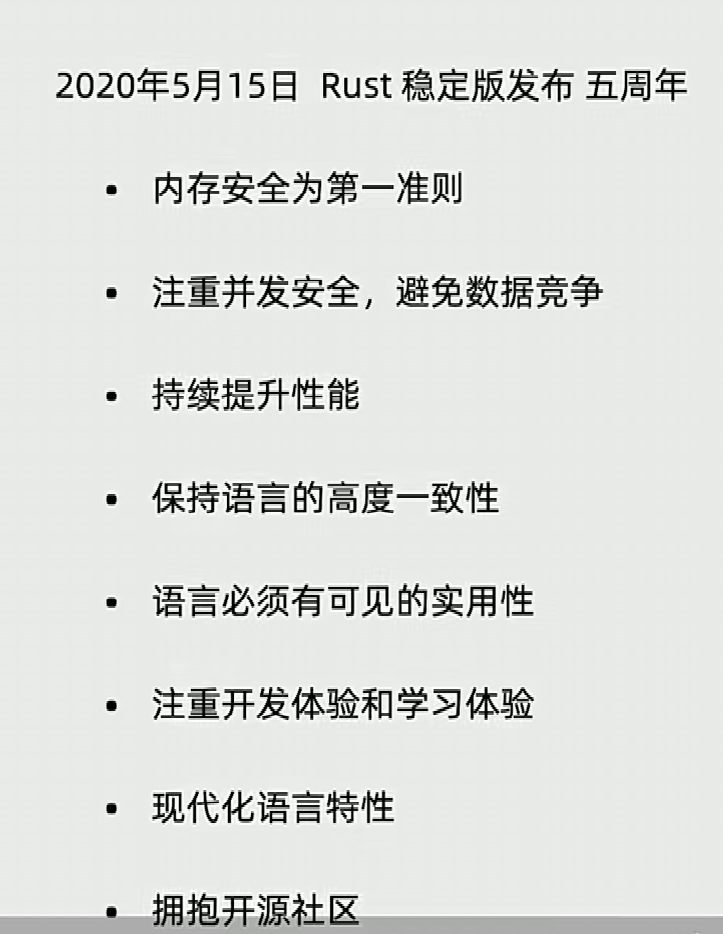 2020年5月15日 Rust 稳定版发布 五周年
• 内存安全为第一准则
• 注重并发安全，避免数据竞争
• 持续提升性能
• 保持语言的高度一致性
• 语言必须有可见的实用性
• 注重开发体验和学习体验
• 现代化语言特性
• 拥抱开源社区